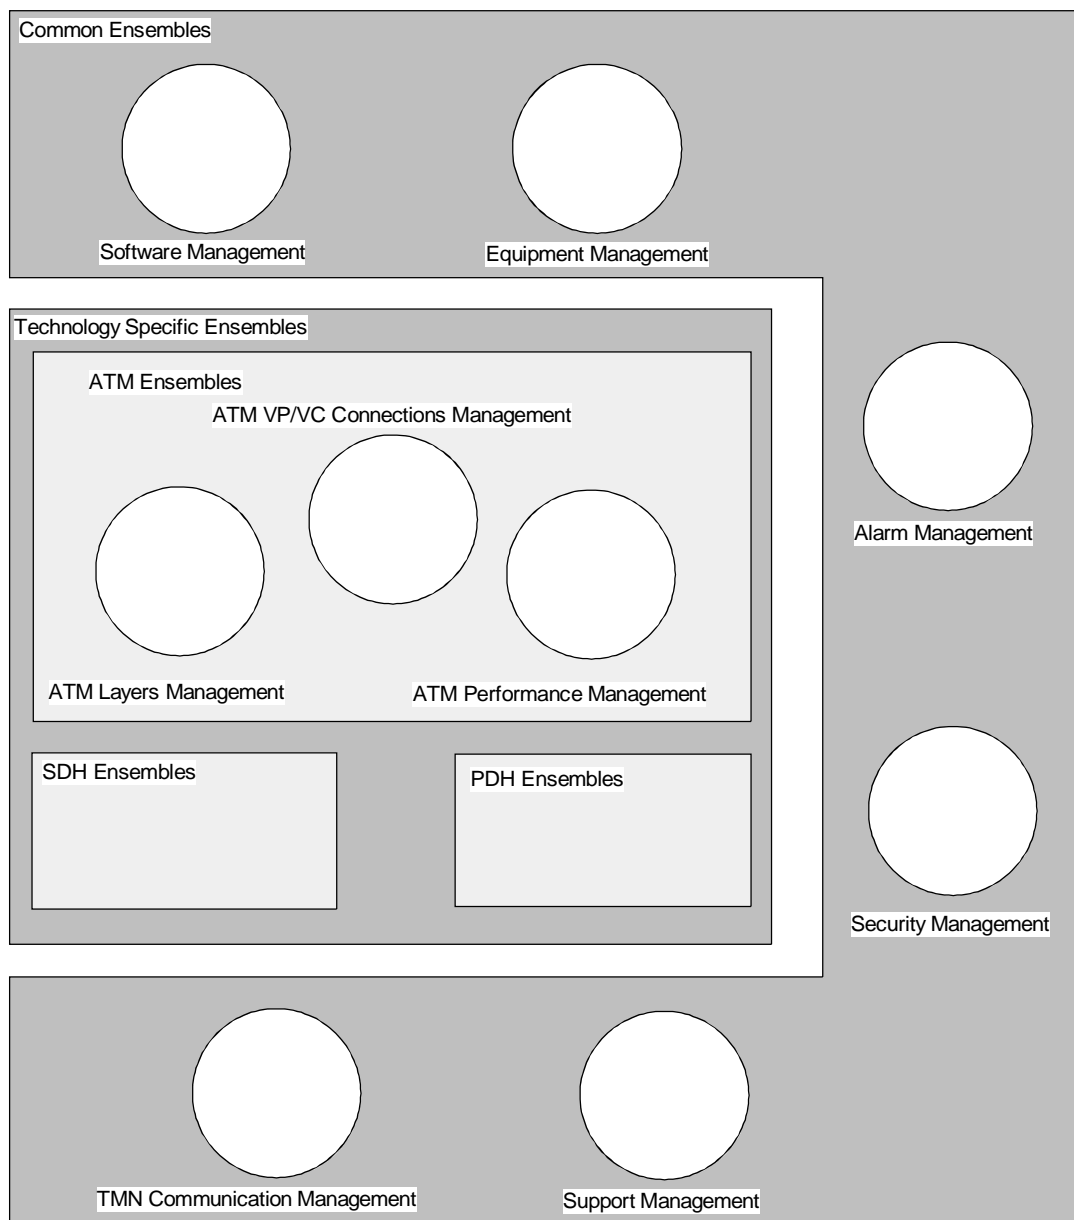 Common Ensembles
Software Management
Equipment Management
Technology Specific Ensembles
ATM Ensembles
ATM VP/VC Connections Management
Alarm Management
ATM Layers Management
ATM Performance Management
SDH Ensembles
PDH Ensembles
Security Management
TMN Communication Management
Support Management